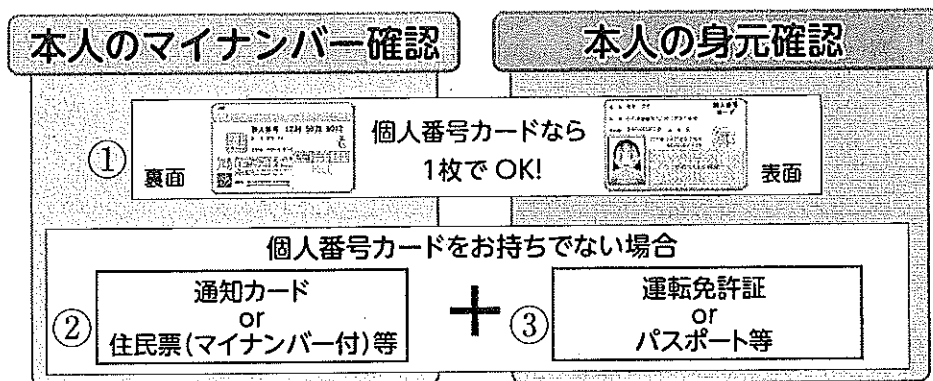 本人のマイナンバー確認
本人の身元確認
①
裏面
個人番号カードなら
1枚でOK!
表面
個人番号カードをお持ちでない場合
②
通知カード
or
住民票(マイナンバー付)等
+
③
運転免許証
or
パスポート等